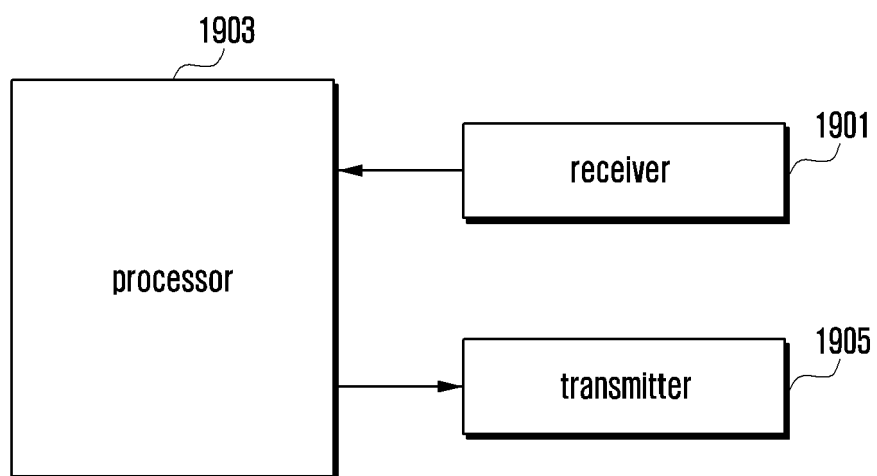 1903
1901
receiver
processor
1905
transmitter